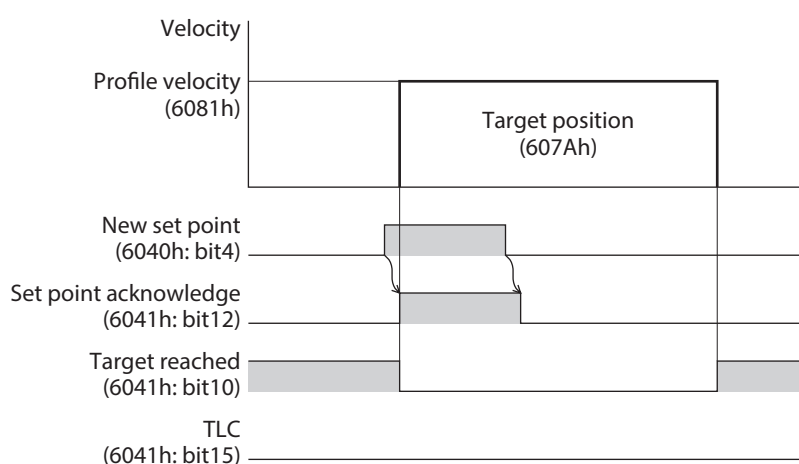 Velocity
Profile velocity
(6081h)
Target position
(607Ah)
New set point
(6040h: bit4)
Set point acknowledge
(6041h: bit12)
Target reached
(6041h: bit10)
TLC
(6041h: bit15)